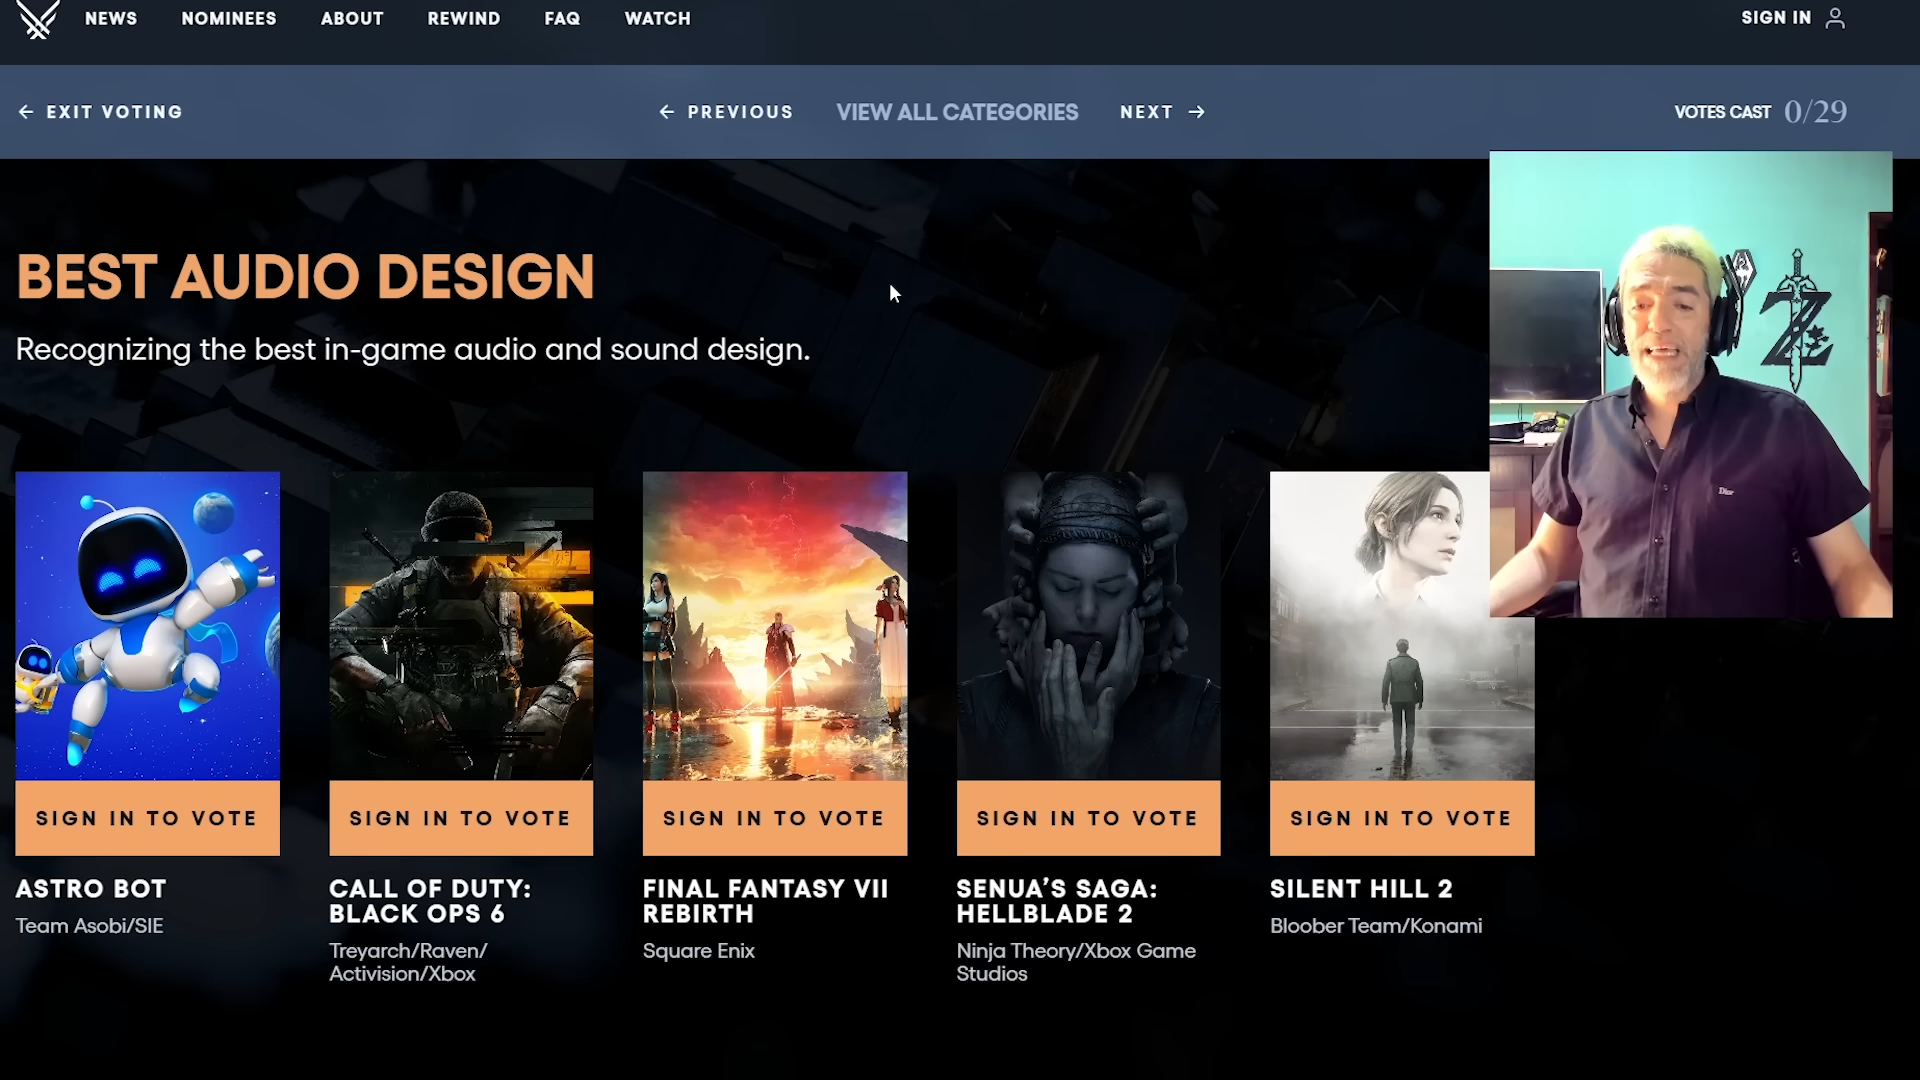 NEWS NOMINEES ABOUT REWIND FAQ WATCH SIGN IN
EXIT VOTING PREVIOUS VIEW ALL CATEGORIES NEXT VOTES CAST 0/29
BEST AUDIO DESIGN
Recognizing the best in-game audio and sound design.
Z
Dior
SIGN IN TO VOTE SIGN IN TO VOTE SIGN IN TO VOTE SIGN IN TO VOTE SIGN IN TO VOTE
ASTRO BOT
Team Asobi/SIE
CALL OF DUTY:
BLACK OPS 6
Treyarch/Raven/
Activision/Xbox
FINAL FANTASY VII
REBIRTH
Square Enix
SENUA’S SAGA:
HELLBLADE 2
Ninja Theory/Xbox Game
Studios
SILENT HILL 2
Bloober Team/Konami